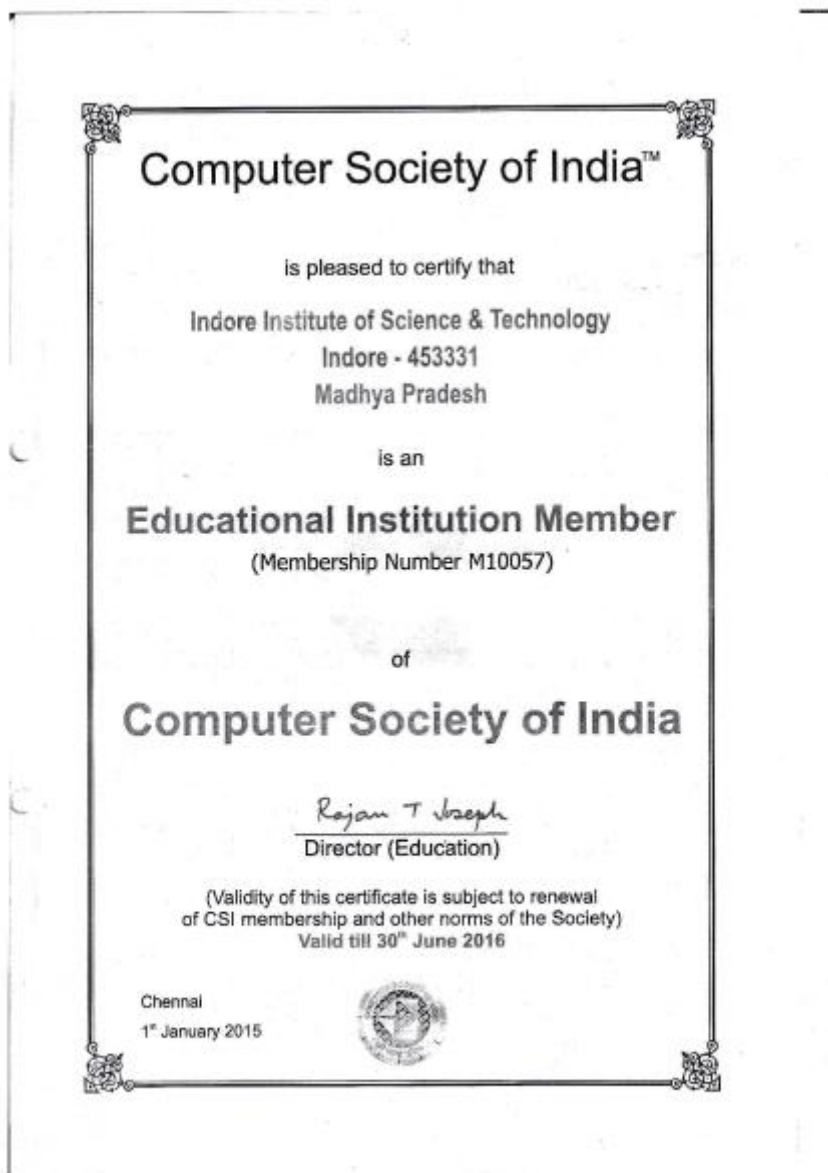 Computer Society of India™
is pleased to certify that
Indore Institute of Science & Technology
Indore - 453331
Madhya Pradesh
is an
Educational Institution Member
(Membership Number M10057)
of
Computer Society of India
Rajan T Joseph
Director (Education)
(Validity of this certificate is subject to renewal
of CSI membership and other norms of the Society)
Valid till 30th June 2016
Chennai
1st January 2015